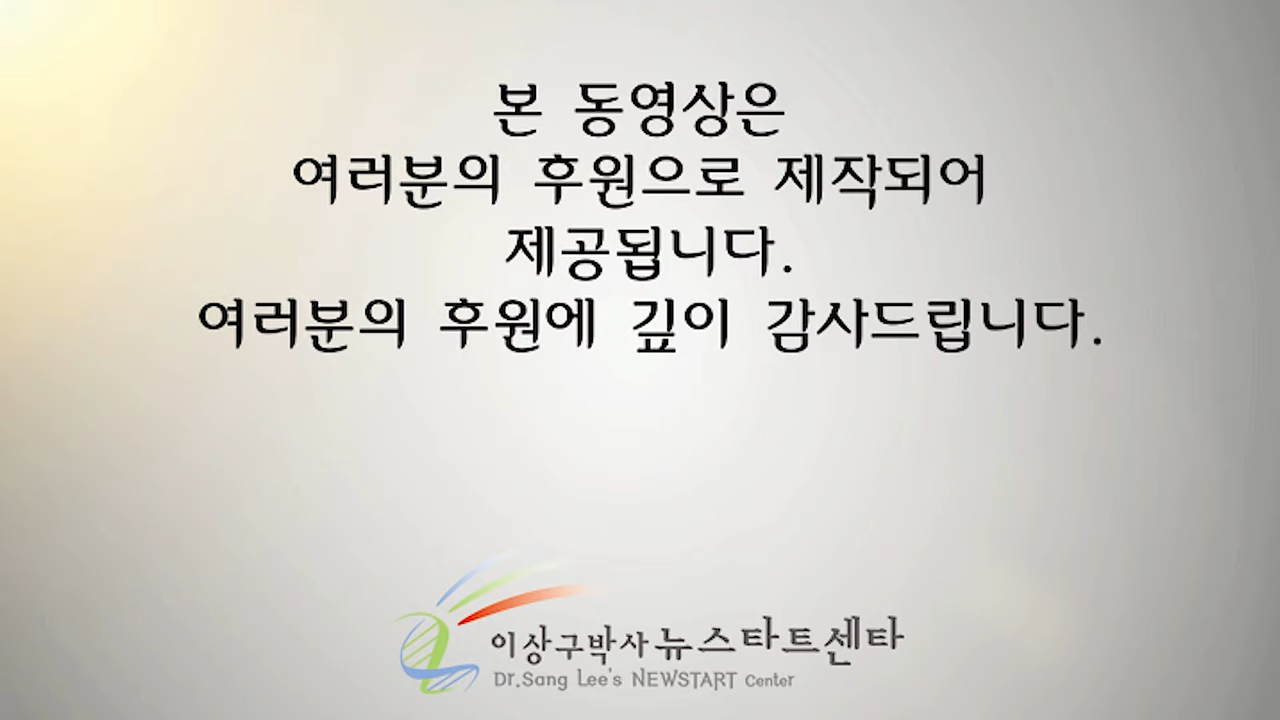 본 동영상은
여러분의 후원으로 제작되어
제공됩니다.
여러분의 후원에 깊이 감사드립니다.
이상구박사 뉴스타트센타
Dr.Sang Lee's NEWSTART Center